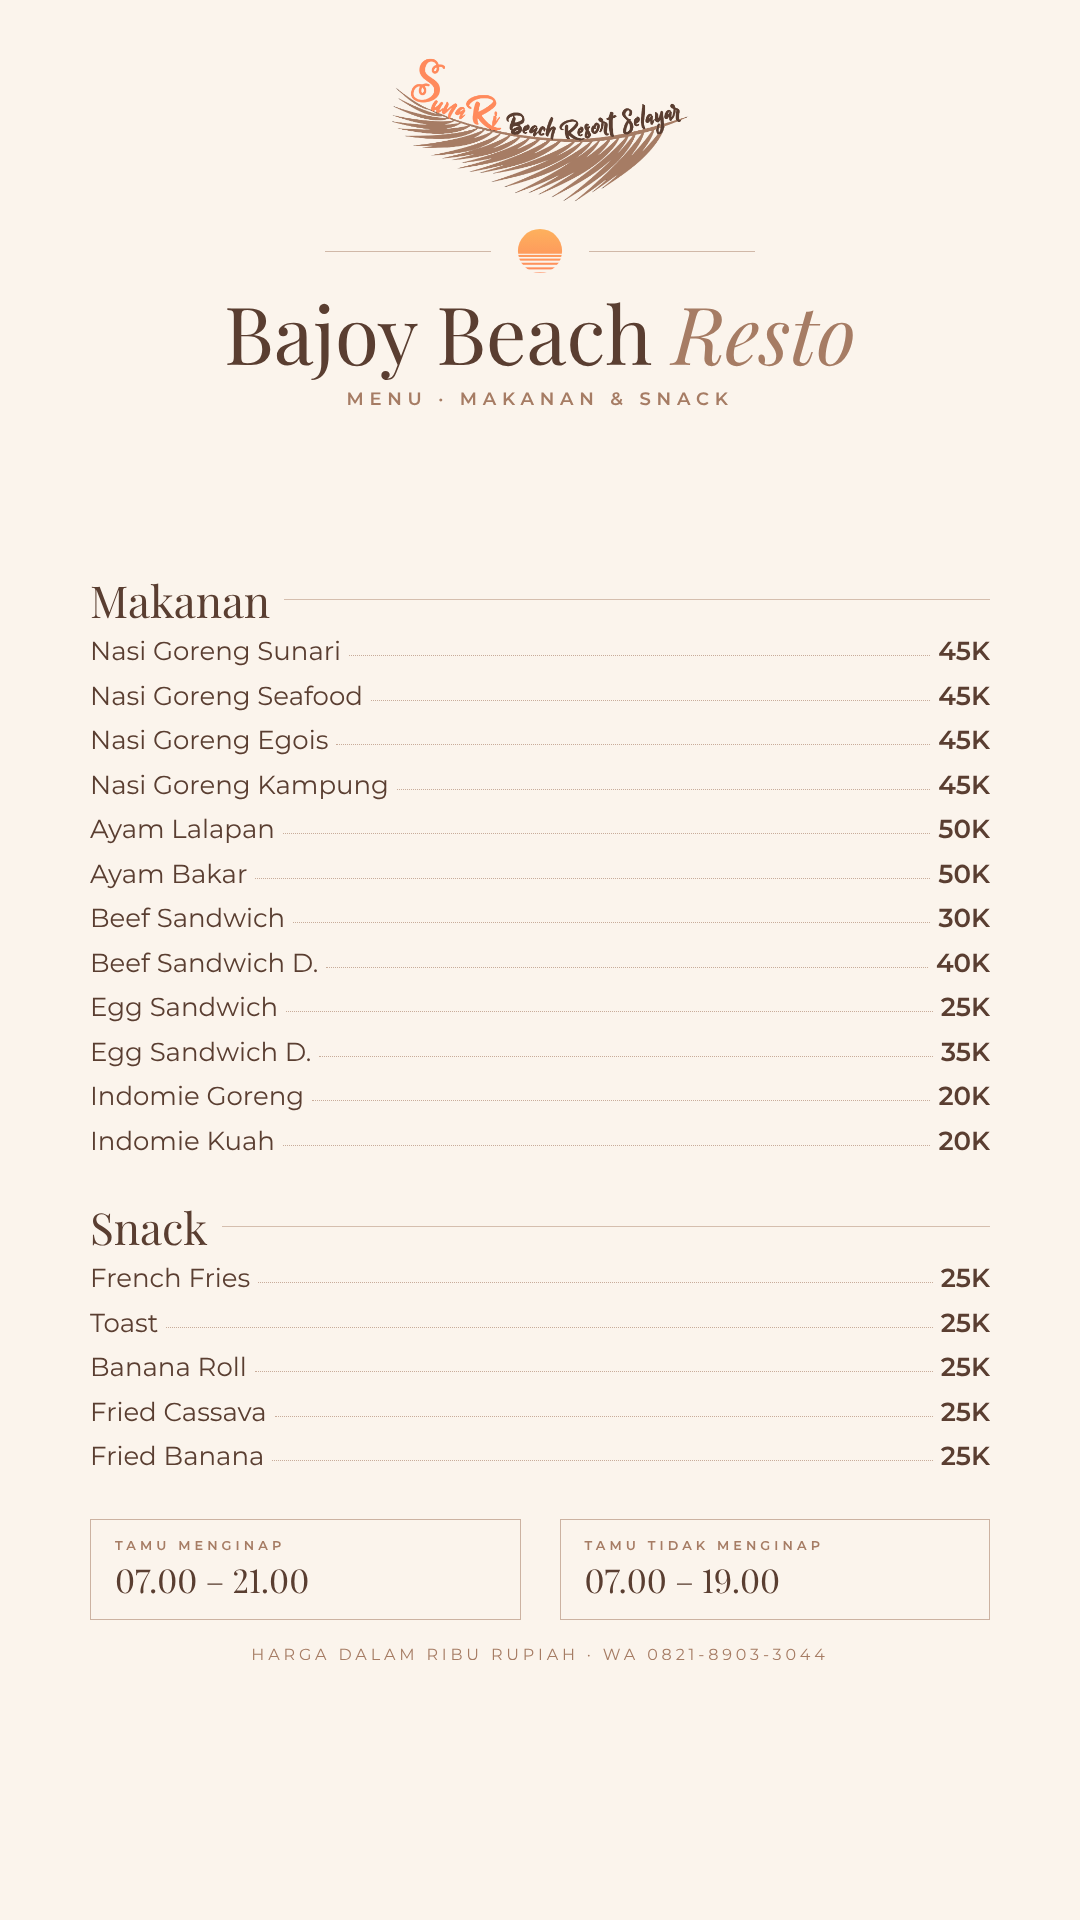 SunaRi Beach Resort Selayar
Bajoy Beach Resto
MENU · MAKANAN & SNACK
Makanan
Nasi Goreng Sunari 45K
Nasi Goreng Seafood 45K
Nasi Goreng Egois 45K
Nasi Goreng Kampung 45K
Ayam Lalapan 50K
Ayam Bakar 50K
Beef Sandwich 30K
Beef Sandwich D. 40K
Egg Sandwich 25K
Egg Sandwich D. 35K
Indomie Goreng 20K
Indomie Kuah 20K
Snack
French Fries 25K
Toast 25K
Banana Roll 25K
Fried Cassava 25K
Fried Banana 25K
TAMU MENGINAP
07.00 – 21.00
TAMU TIDAK MENGINAP
07.00 – 19.00
HARGA DALAM RIBU RUPIAH · WA 0821-8903-3044